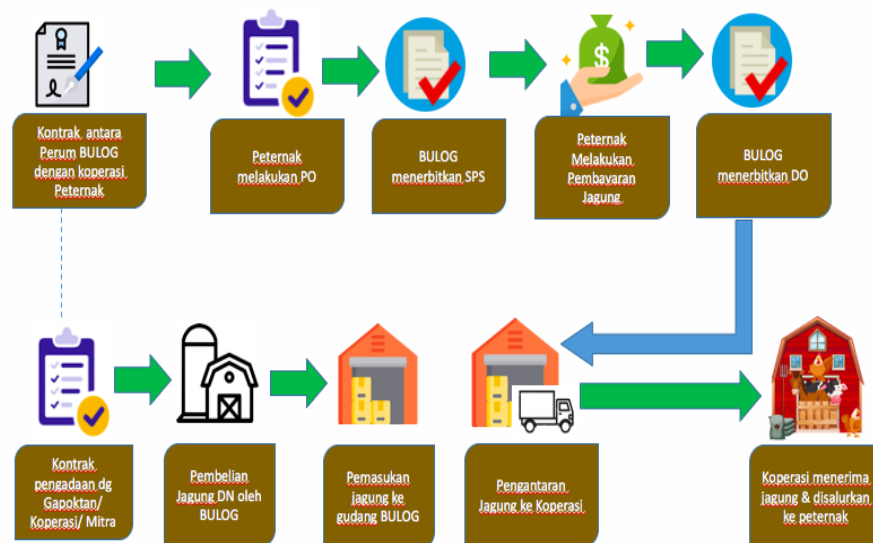 Kontrak antara
Perum BULOG
dengan koperasi
Peternak
Peternak
melakukan PO
BULOG
menerbitkan SPS
Peternak
Melakukan
Pembayaran
Jagung
BULOG
menerbitkan DO
Kontrak
pengadaan dg
Gapoktan/
Koperasi/ Mitra
Pembelian
Jagung DN oleh
BULOG
Pemasukan
jagung ke
gudang BULOG
Pengantaran
Jagung ke Koperasi
Koperasi menerima
jagung & disalurkan
ke peternak
$